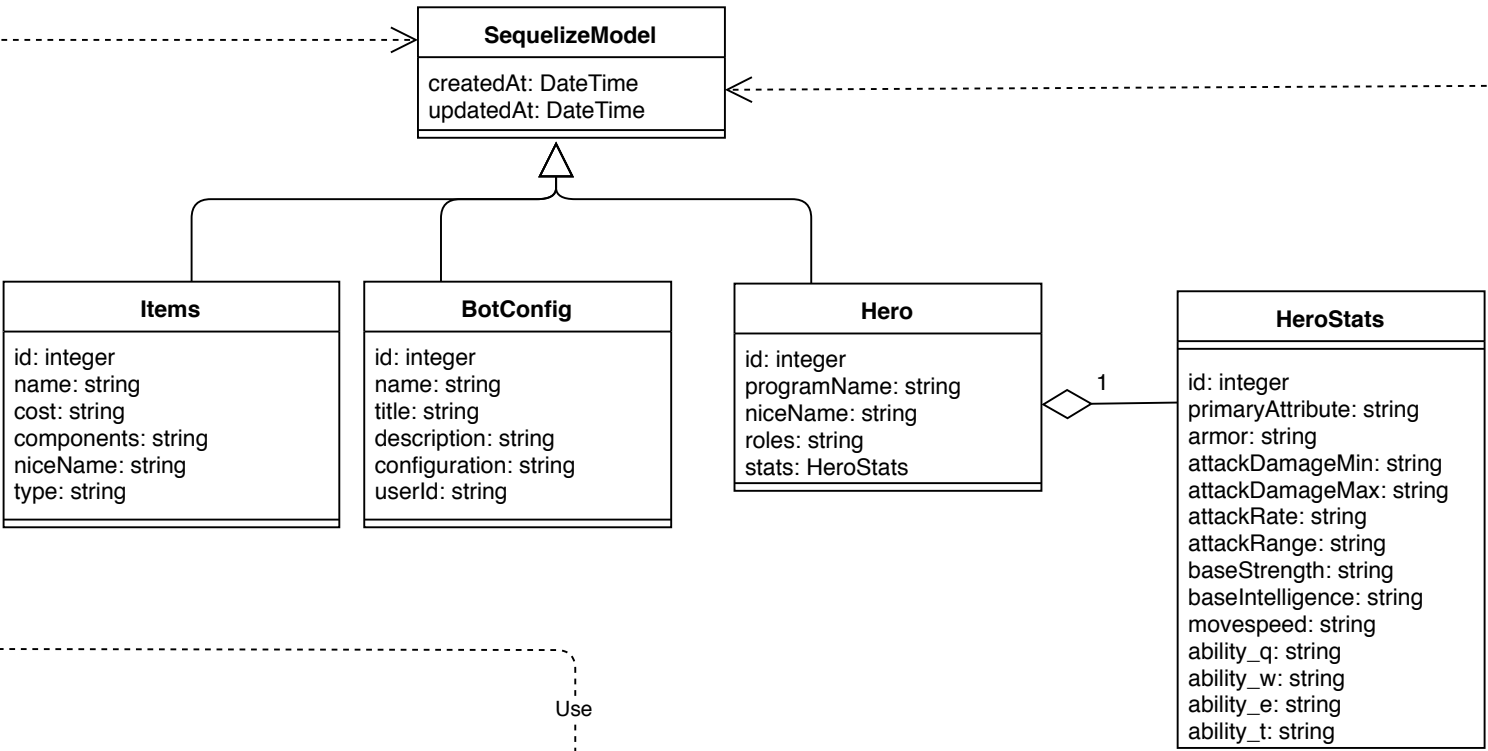 SequelizeModel
createdAt: DateTime
updatedAt: DateTime
Items
id: integer
name: string
cost: string
components: string
niceName: string
type: string
BotConfig
id: integer
name: string
title: string
description: string
configuration: string
userId: string
Hero
id: integer
programName: string
niceName: string
roles: string
stats: HeroStats
1
HeroStats
id: integer
primaryAttribute: string
armor: string
attackDamageMin: string
attackDamageMax: string
attackRate: string
attackRange: string
baseStrength: string
baseIntelligence: string
movespeed: string
ability_q: string
ability_w: string
ability_e: string
ability_t: string
Use